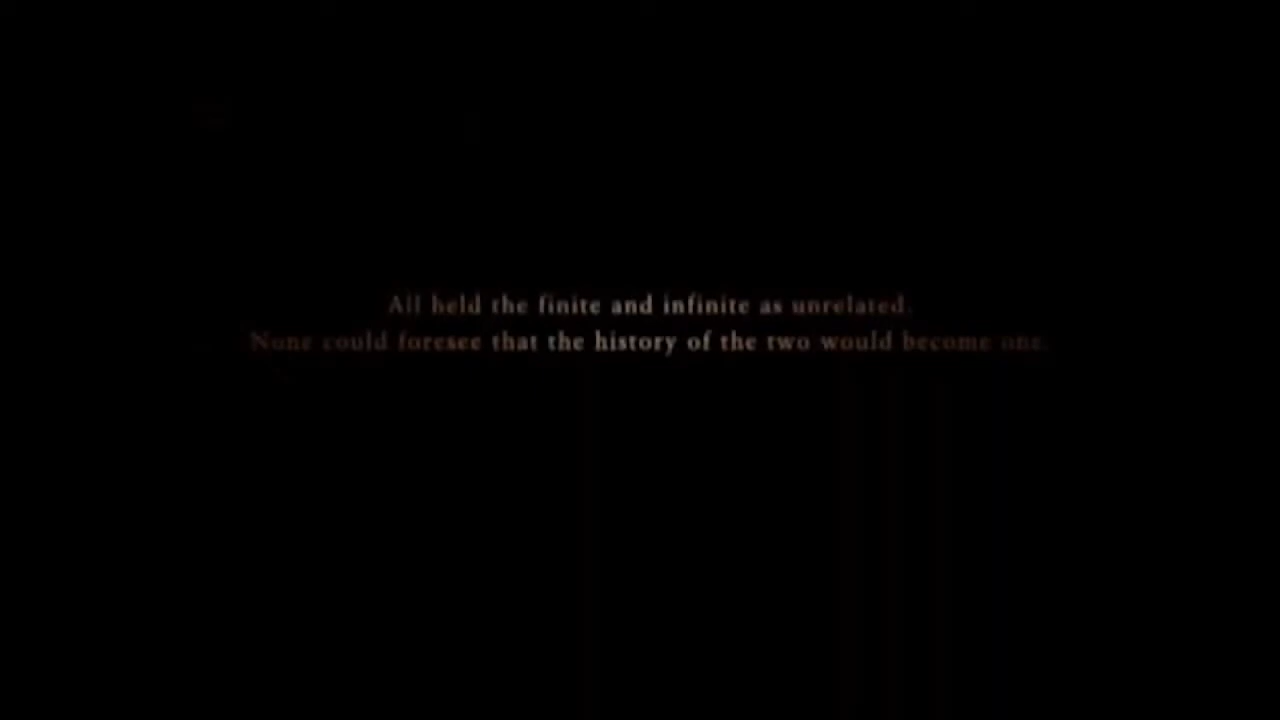 All held the finite and infinite as unrelated.
None could foresee that the history of the two would become one.